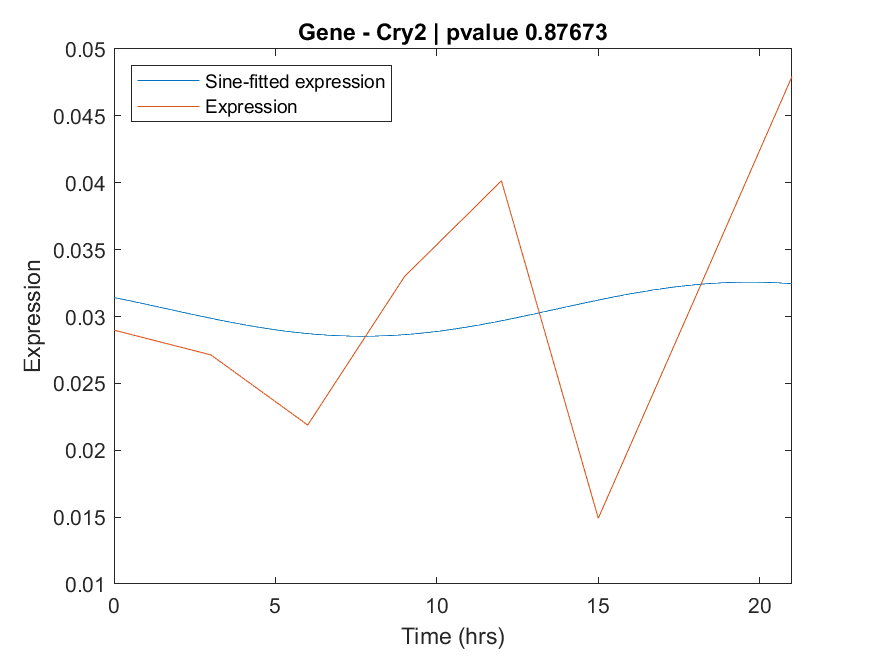 Gene - Cry2 | pvalue 0.87673
Sine-fitted expression
Expression
0.05
0.045
0.04
0.035
0.03
0.025
0.02
0.015
0.01
Expression
0 5 10 15 20
Time (hrs)